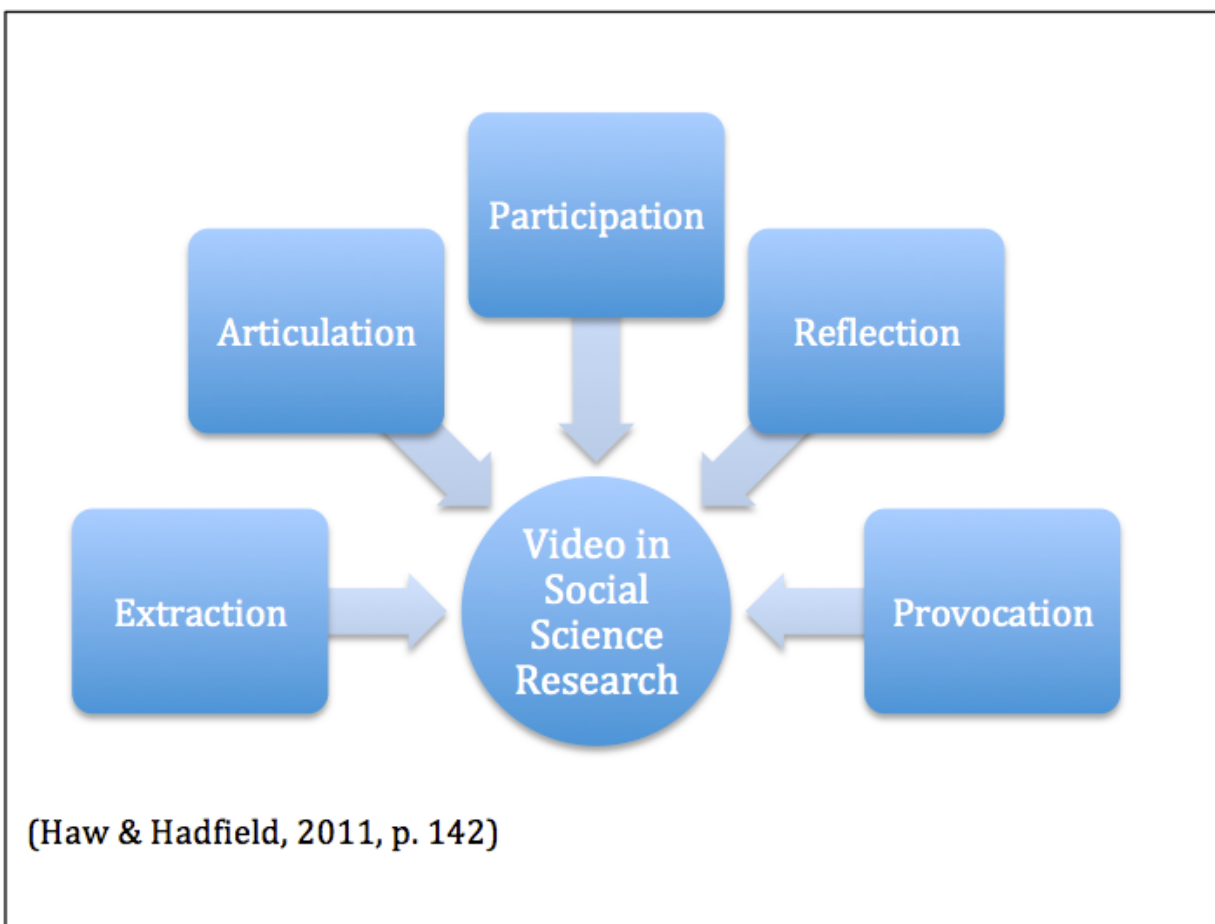 Participation
Articulation
Reflection
Extraction
Video in
Social
Science
Research
Provocation
(Haw & Hadfield, 2011, p. 142)